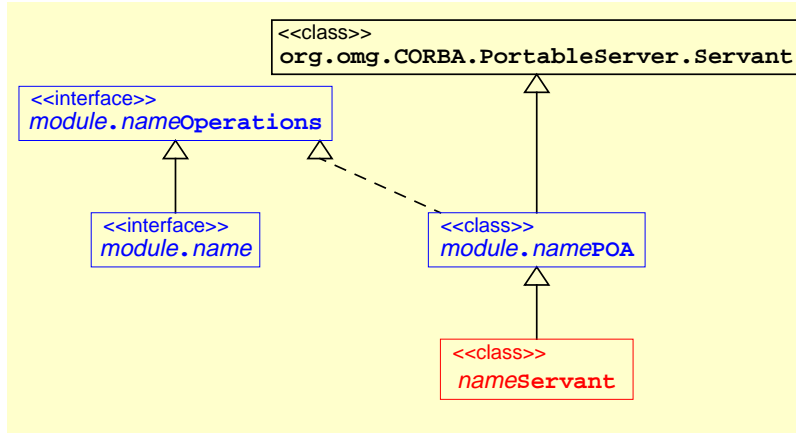 <<class>>
org.omg.CORBA.PortableServer.Servant
<<interface>>
module.nameOperations
<<interface>>
module.name
<<class>>
module.namePOA
<<class>>
nameServant